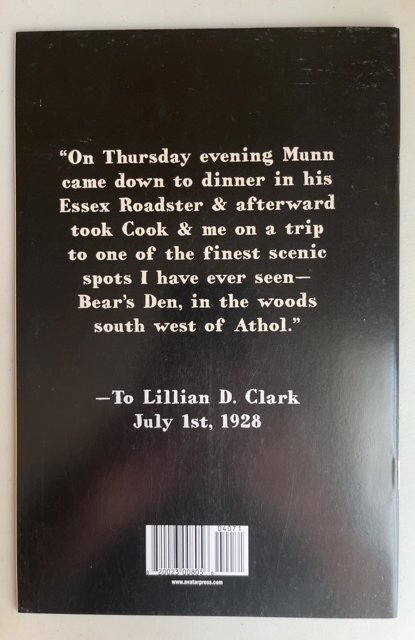 “On Thursday evening Munn
came down to dinner in his
Essex Roadster & afterward
took Cook & me on a trip
to one of the finest scenic
spots I have ever seen—
Bear's Den, in the woods
south west of Athol.”
—To Lillian D. Clark
July 1st, 1928
04071
www.avatarpress.com